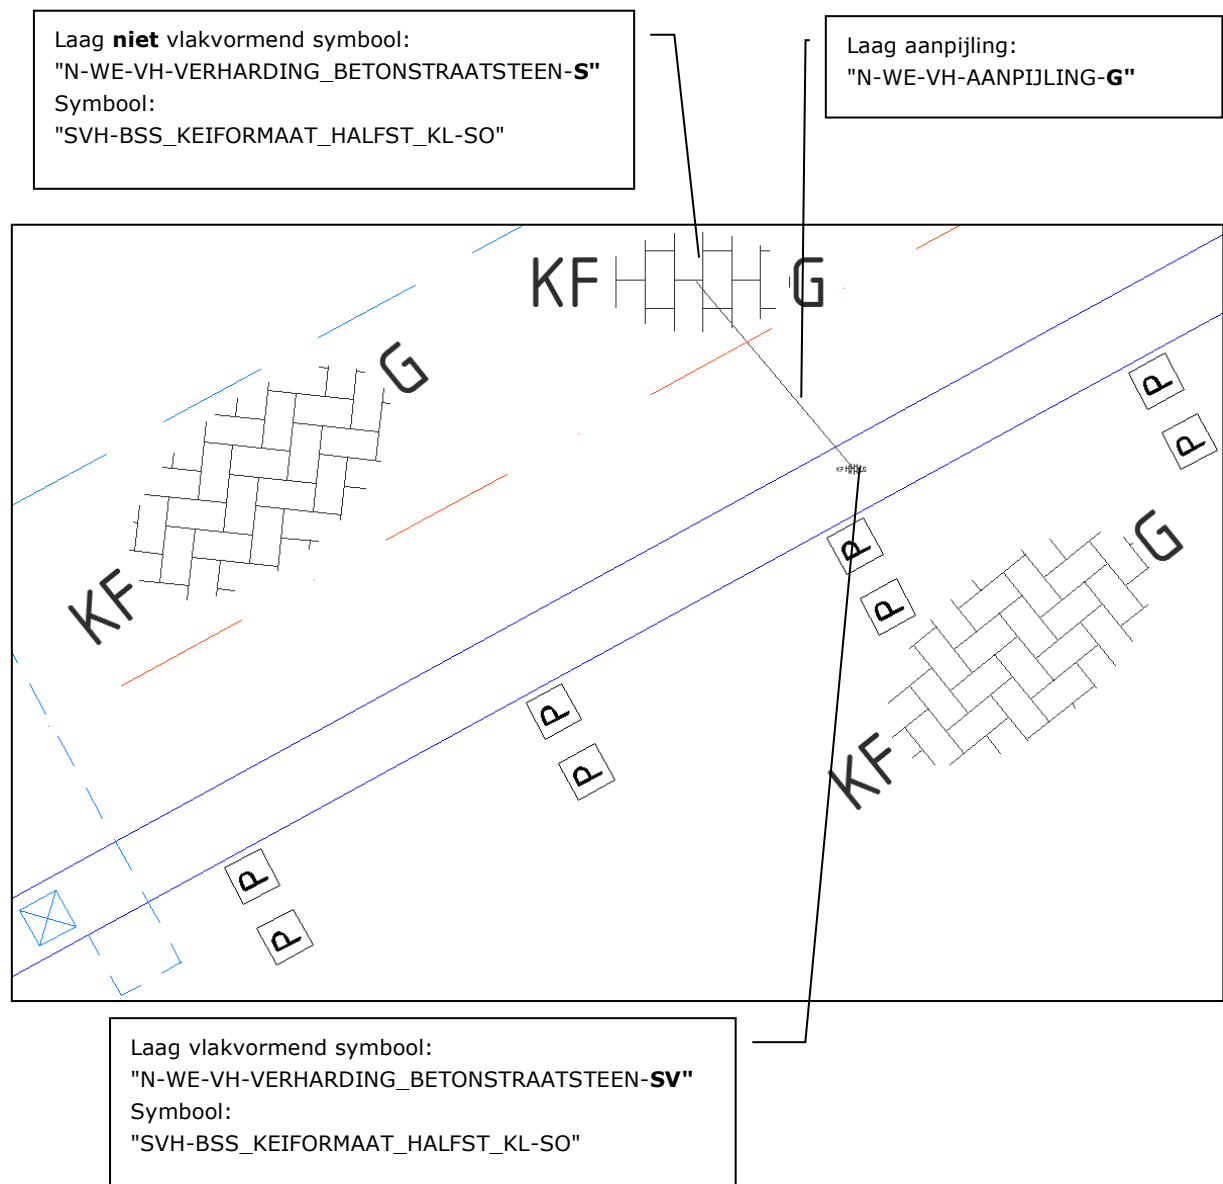 Laag niet vlakvormend symbool:
"N-WE-VH-VERHARDING_BETONSTRAATSTEEN-S"
Symbool:
"SVH-BSS_KEIFORMAAT_HALFST_KL-SO"
Laag aanpijling:
"N-WE-VH-AANPIJLING-G"
KF G
G
KF
P
P
KF G
P
P
G
KF
P
P
P
P
Laag vlakvormend symbool:
"N-WE-VH-VERHARDING_BETONSTRAATSTEEN-SV"
Symbool:
"SVH-BSS_KEIFORMAAT_HALFST_KL-SO"